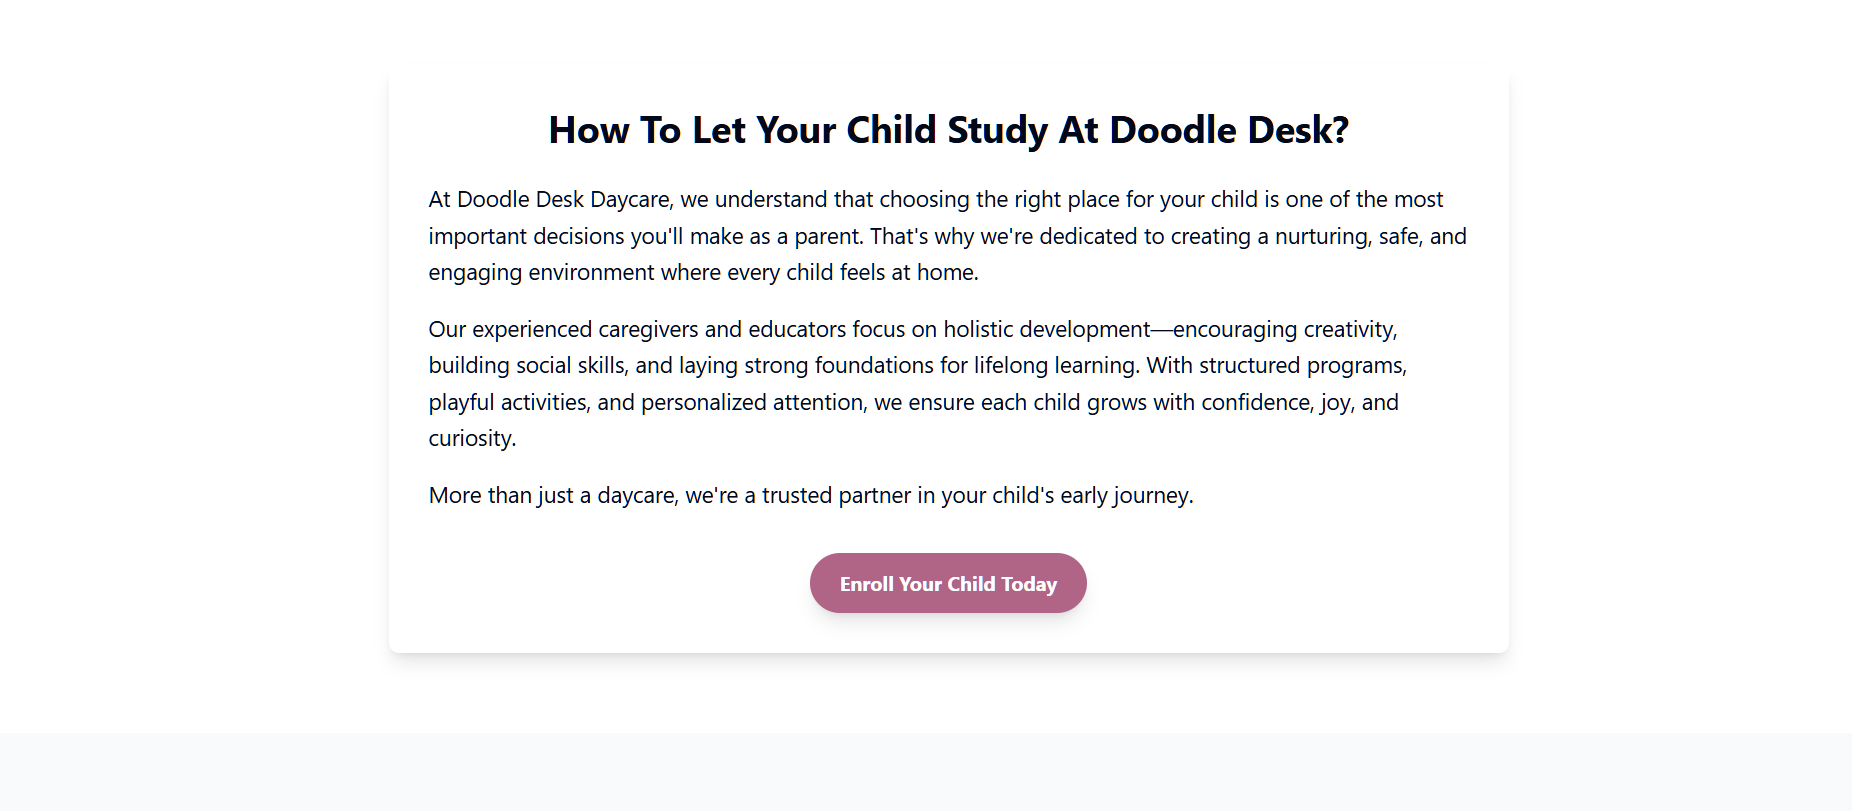 How To Let Your Child Study At Doodle Desk?
At Doodle Desk Daycare, we understand that choosing the right place for your child is one of the most
important decisions you'll make as a parent. That's why we're dedicated to creating a nurturing, safe, and
engaging environment where every child feels at home.
Our experienced caregivers and educators focus on holistic development—encouraging creativity,
building social skills, and laying strong foundations for lifelong learning. With structured programs,
playful activities, and personalized attention, we ensure each child grows with confidence, joy, and
curiosity.
More than just a daycare, we're a trusted partner in your child's early journey.
Enroll Your Child Today